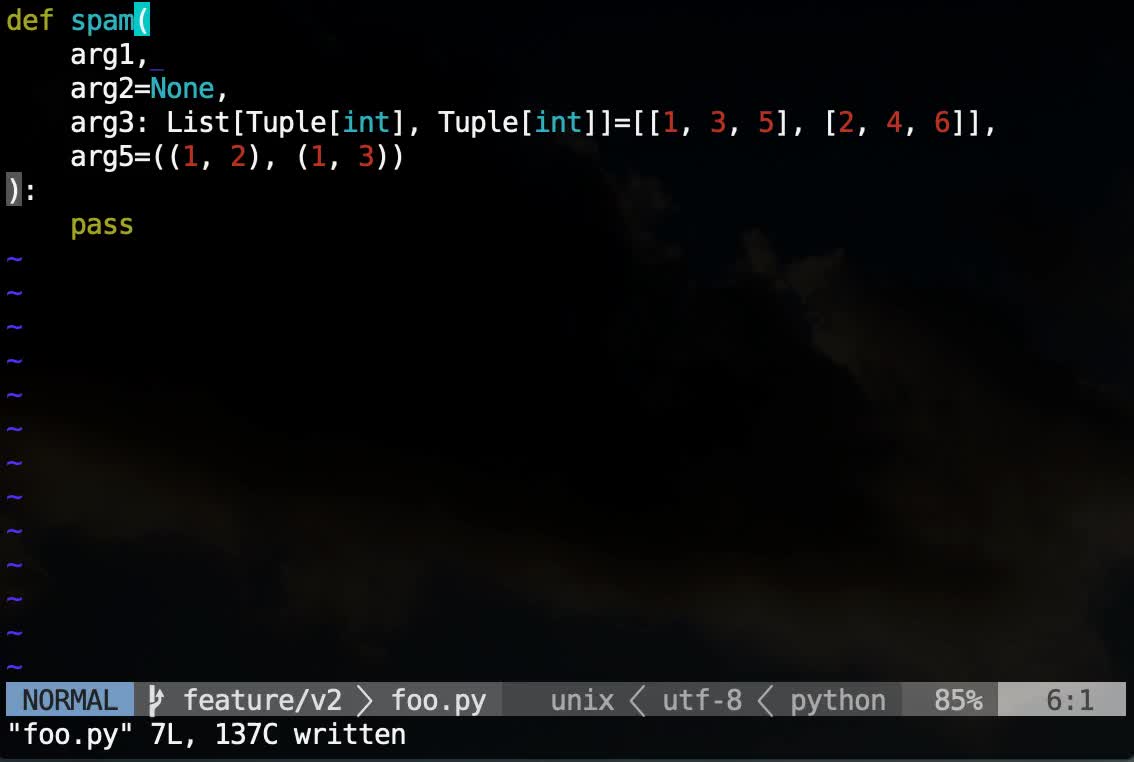 def spam(
    arg1,_
    arg2=None,
    arg3: List[Tuple[int], Tuple[int]]=[[1, 3, 5], [2, 4, 6]],
    arg5=((1, 2), (1, 3))
):
    pass
~
~
~
~
~
~
~
~
~
~
~
~
~
NORMAL feature/v2 > foo.py unix < utf-8 < python 85% 6:1
"foo.py" 7L, 137C written